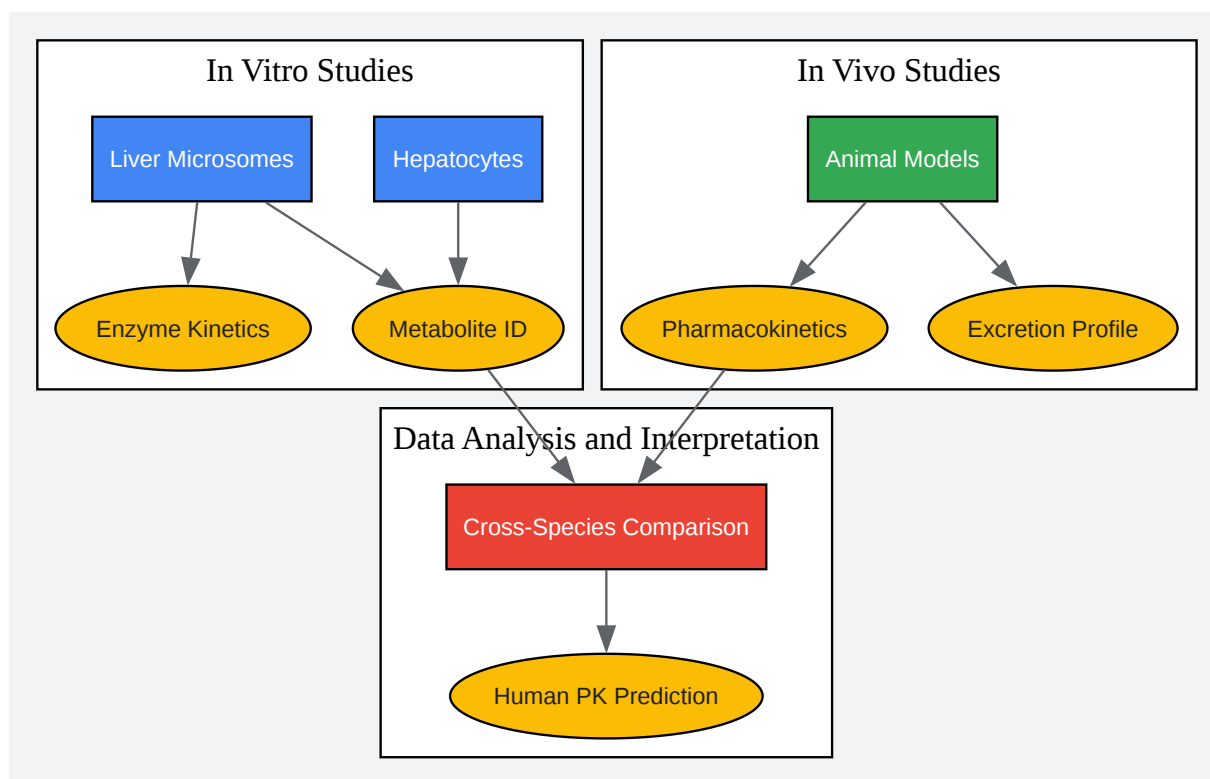 In Vitro Studies
In Vivo Studies
Liver Microsomes
Hepatocytes
Animal Models
Enzyme Kinetics
Metabolite ID
Pharmacokinetics
Excretion Profile
Data Analysis and Interpretation
Cross-Species Comparison
Human PK Prediction